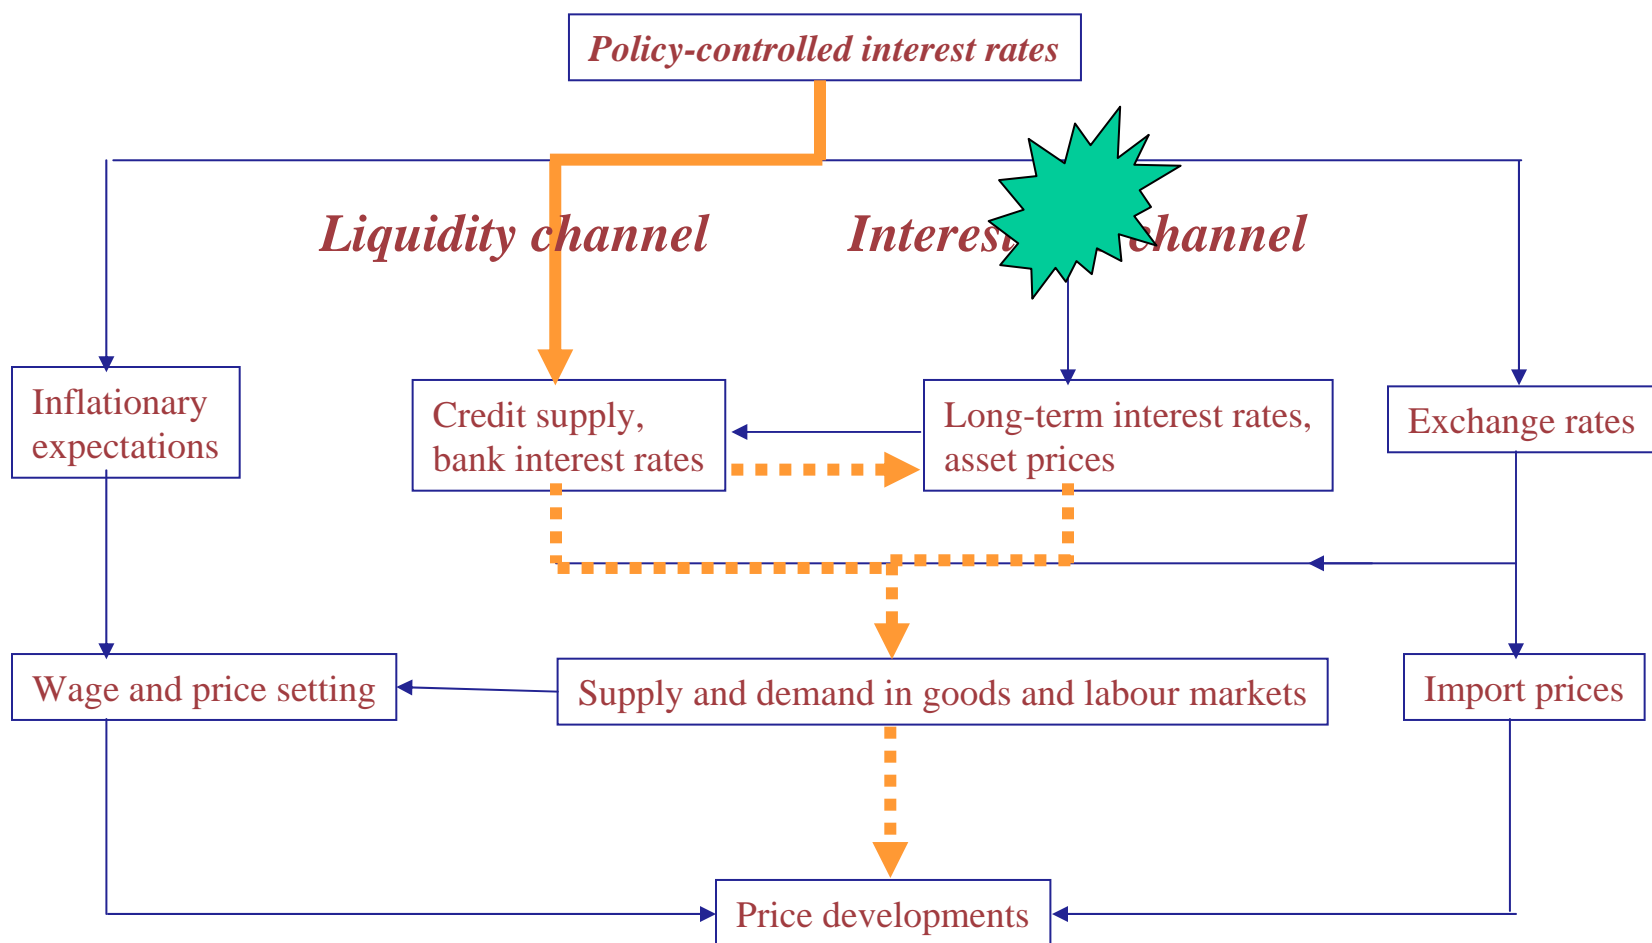 Policy-controlled interest rates
Liquidity channel
Interest channel
Inflationary
expectations
Credit supply,
bank interest rates
Long-term interest rates,
asset prices
Exchange rates
Wage and price setting
Supply and demand in goods and labour markets
Import prices
Price developments